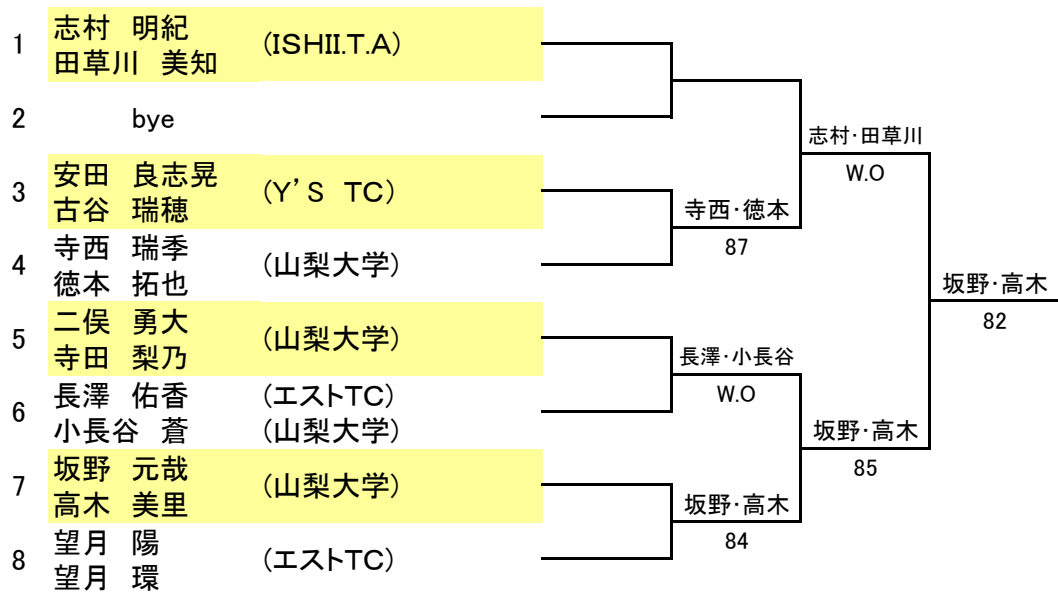 1 志村 明紀 (ISHII.T.A)
田草川 美知
2 bye
志村・田草川
W.O
3 安田 良志晃 (Y'S TC)
古谷 瑞穂
寺西・徳本
87
4 寺西 瑞季 (山梨大学)
徳本 拓也
坂野・高木
82
5 二俣 勇大 (山梨大学)
寺田 梨乃
長澤・小長谷
W.O
6 長澤 佑香 (エストTC)
小長谷 蒼 (山梨大学)
坂野・高木
85
7 坂野 元哉 (山梨大学)
高木 美里
坂野・高木
84
8 望月 陽 (エストTC)
望月 環